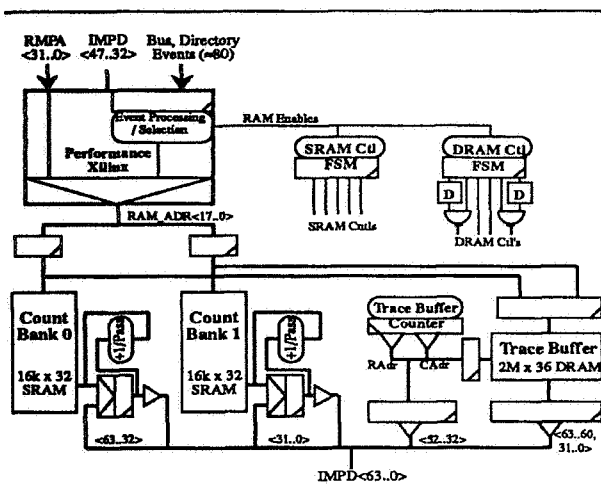 RMPA IMPD Bus, Directory
<31..0> <47..32> Events (≈80)
Event Processing
/ Selection
RAM Enables
Performance
Xilinx
SRAM Ctl
FSM
DRAM Ctl
FSM
D D
SRAM Cntls
DRAM Ctl's
RAM_ADR<17..0>
Count
Bank 0
16k x 32
SRAM
+1/Pass
Count
Bank 1
16k x 32
SRAM
+1/Pass
Trace Buffer
Counter
RAdr CAdr
Trace Buffer
2M x 36 DRAM
<63..32>
<31..0>
<52..32>
<63..60,
31..0>
IMPD<63..0>